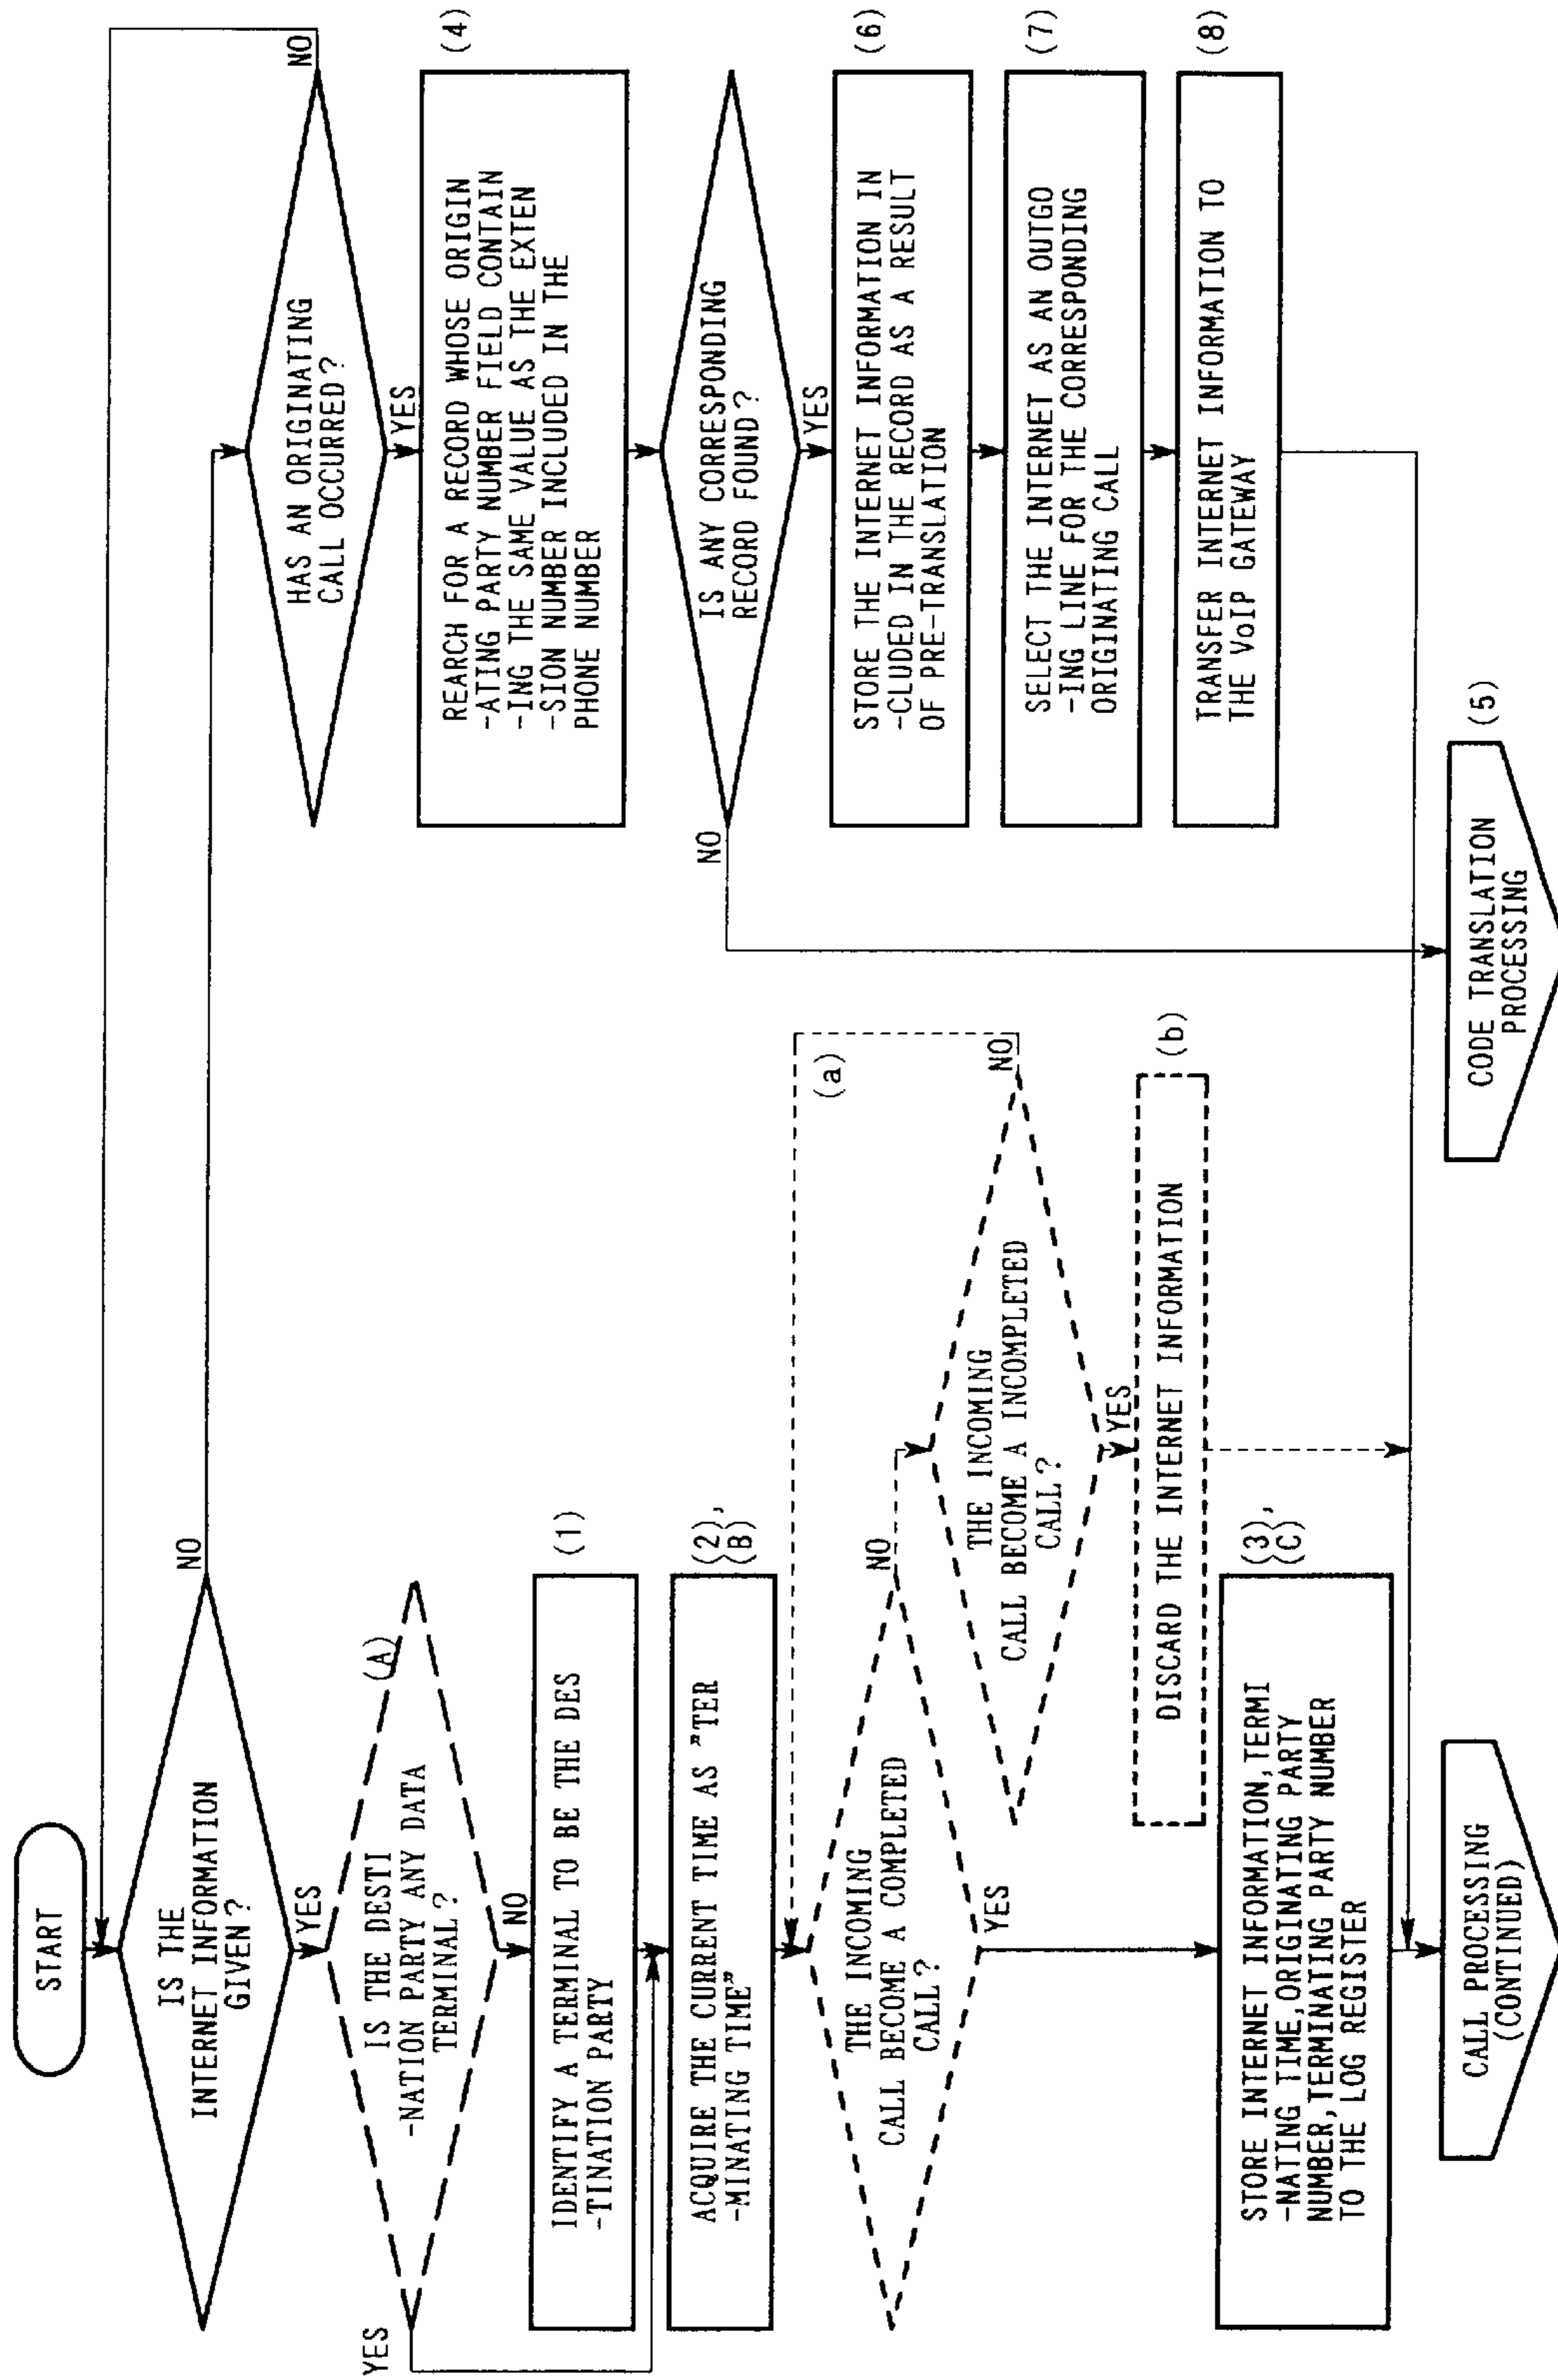 START
IS THE
INTERNET INFORMATION
GIVEN?
NO
YES
IS THE DESTI
-NATION PARTY ANY DATA
TERMINAL?
(A)
YES
NO
IDENTIFY A TERMINAL TO BE THE DES
-TINATION PARTY
(1)
ACQUIRE THE CURRENT TIME AS "TER
-MINATING TIME"
(2),
(B)
THE INCOMING
CALL BECOME A COMPLETED
CALL?
NO
YES
(a)
THE INCOMING
CALL BECOME A INCOMPLETED
CALL?
NO
YES
DISCARD THE INTERNET INFORMATION
(b)
STORE INTERNET INFORMATION,TERMI
-NATING TIME,ORIGINATING PARTY
NUMBER,TERMINATING PARTY NUMBER
TO THE LOG REGISTER
(3),
(C)
CALL PROCESSING
(CONTINUED)
HAS AN ORIGINATING
CALL OCCURRED?
NO
YES
REARCH FOR A RECORD WHOSE ORIGIN
-ATING PARTY NUMBER FIELD CONTAIN
-ING THE SAME VALUE AS THE EXTEN
-SION NUMBER INCLUDED IN THE
PHONE NUMBER
(4)
IS ANY CORRESPONDING
RECORD FOUND?
NO
YES
STORE THE INTERNET INFORMATION IN
-CLUDED IN THE RECORD AS A RESULT
OF PRE-TRANSLATION
(6)
SELECT THE INTERNET AS AN OUTGO
-ING LINE FOR THE CORRESPONDING
ORIGINATING CALL
(7)
TRANSFER INTERNET INFORMATION TO
THE VoIP GATEWAY
(8)
CODE TRANSLATION
PROCESSING
(5)